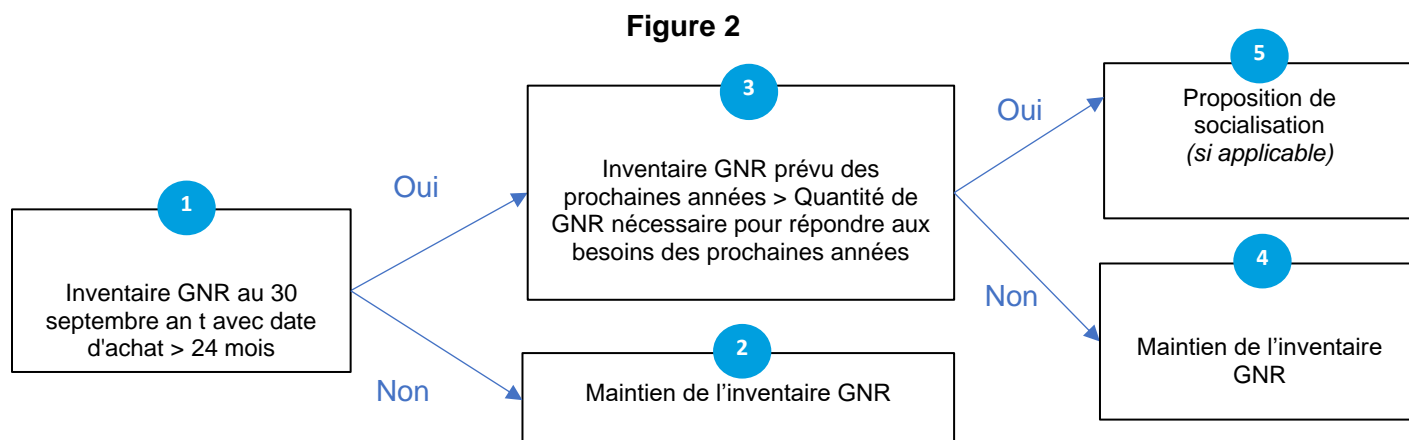 Figure 2
1
Inventaire GNR au 30
septembre an t avec date
d'achat > 24 mois
Oui
Non
3
Inventaire GNR prévu des
prochaines années > Quantité de
GNR nécessaire pour répondre aux
besoins des prochaines années
2
Maintien de l’inventaire GNR
Oui
Non
5
Proposition de
socialisation
(si applicable)
4
Maintien de l’inventaire
GNR